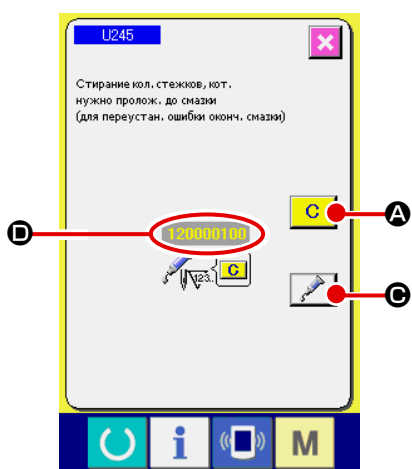 U245
Стирание кол. стежков, кот.
нужно пролож. до смазки
(для переустан. ошибки оконч. смазки)
C
A
D
120000100
123..
C
C
i
M